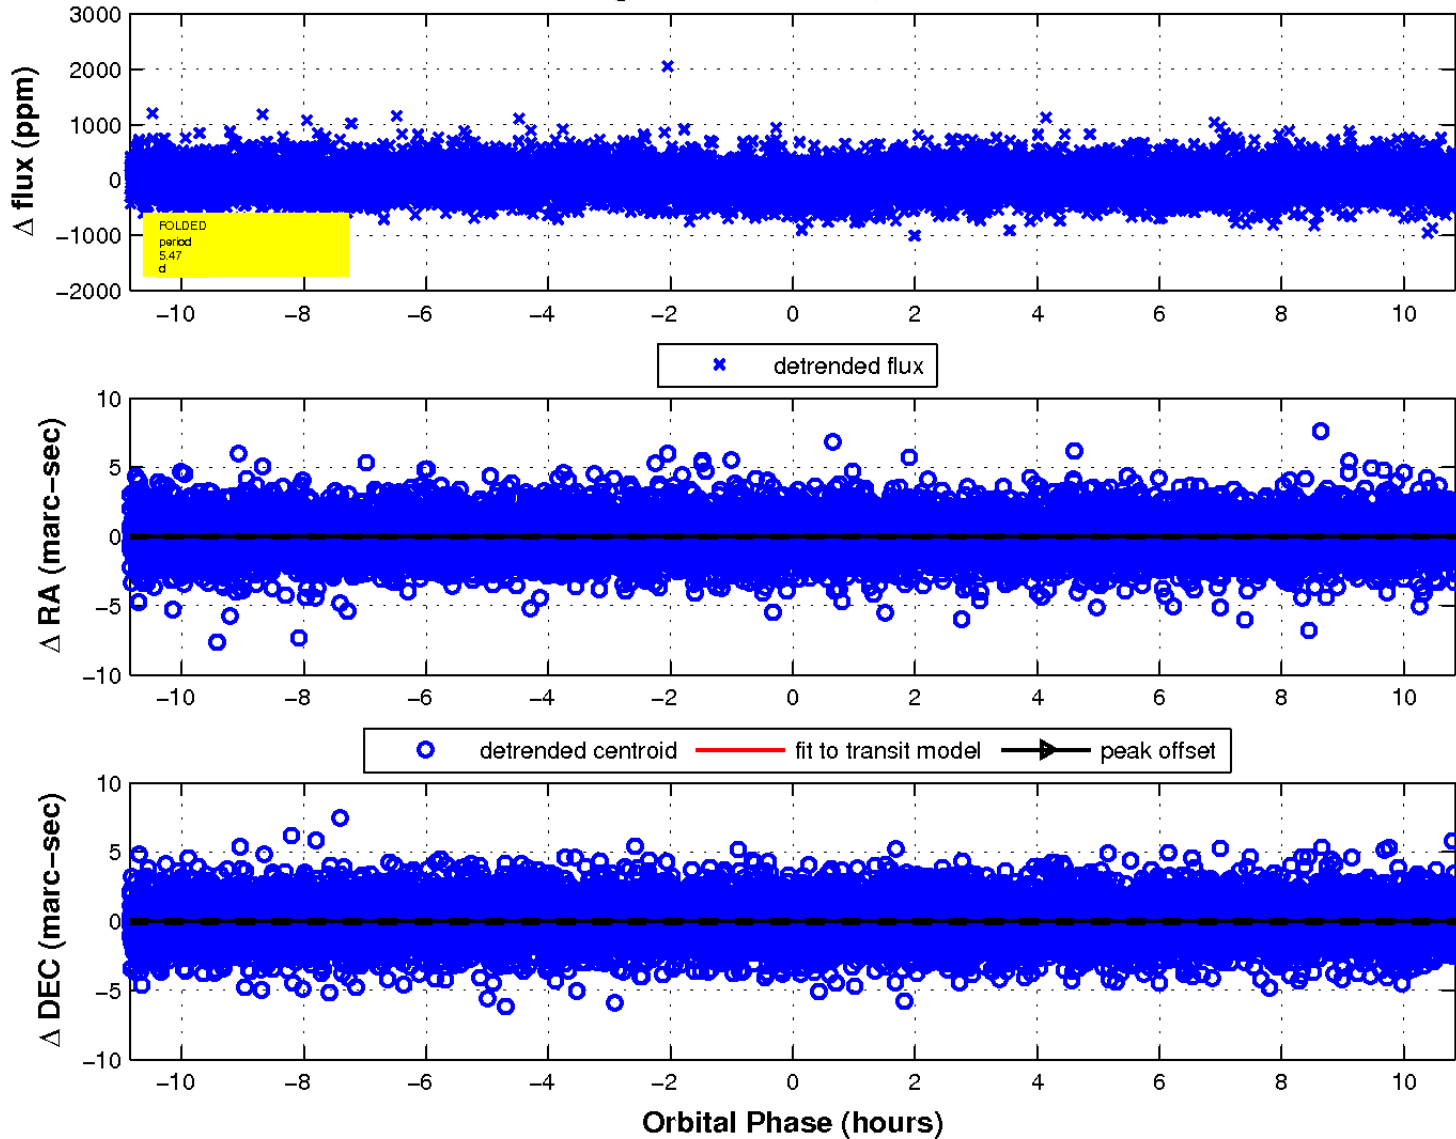 3000
2000
1000
0
−1000
−2000
Δ flux (ppm)
FOLDED
period
5.47
d
−10 −8 −6 −4 −2 0 2 4 6 8 10
detrended flux
10
5
0
−5
−10
Δ RA (marc−sec)
−10 −8 −6 −4 −2 0 2 4 6 8 10
detrended centroid fit to transit model peak offset
10
5
0
−5
−10
Δ DEC (marc−sec)
−10 −8 −6 −4 −2 0 2 4 6 8 10
Orbital Phase (hours)